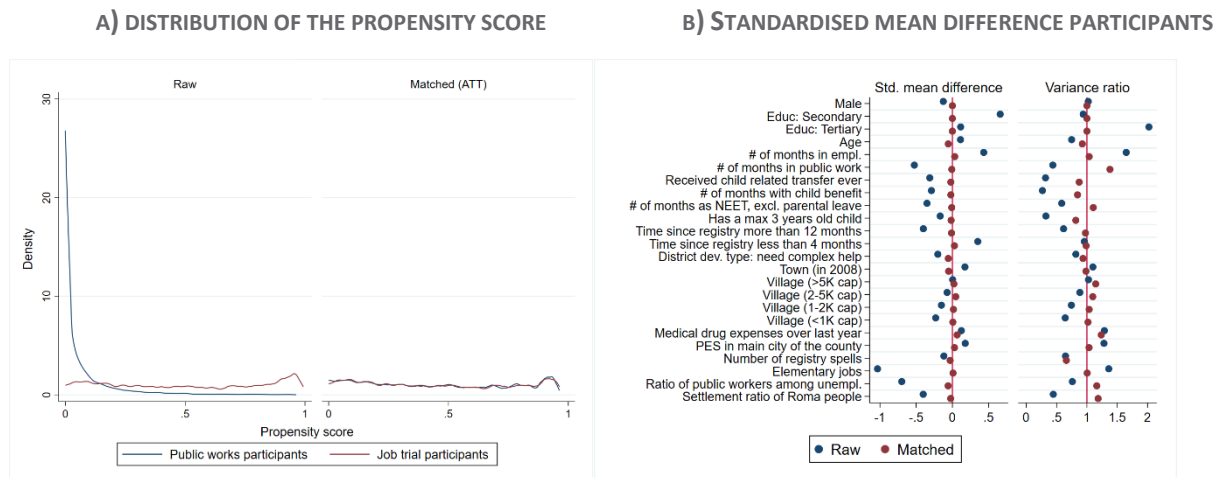 A) DISTRIBUTION OF THE PROPENSITY SCORE
B) STANDARDISED MEAN DIFFERENCE PARTICIPANTS
Raw
Matched (ATT)
30
20
10
0
Density
0
.5
1
0
.5
1
Propensity score
Public works participants
Job trial participants
Std. mean difference
Variance ratio
Male
Educ: Secondary
Educ: Tertiary
Age
# of months in empl.
# of months in public work
Received child related transfer ever
# of months with child benefit
# of months as NEET, excl. parental leave
Has a max 3 years old child
Time since registry more than 12 months
Time since registry less than 4 months
District dev. type: need complex help
Town (in 2008)
Village (>5K cap)
Village (2-5K cap)
Village (1-2K cap)
Village (<1K cap)
Medical drug expenses over last year
PES in main city of the county
Number of registry spells
Elementary jobs
Ratio of public workers among unempl.
Settlement ratio of Roma people
-1
-.5
0
.5
0
.5
1
1.5
2
Raw
Matched